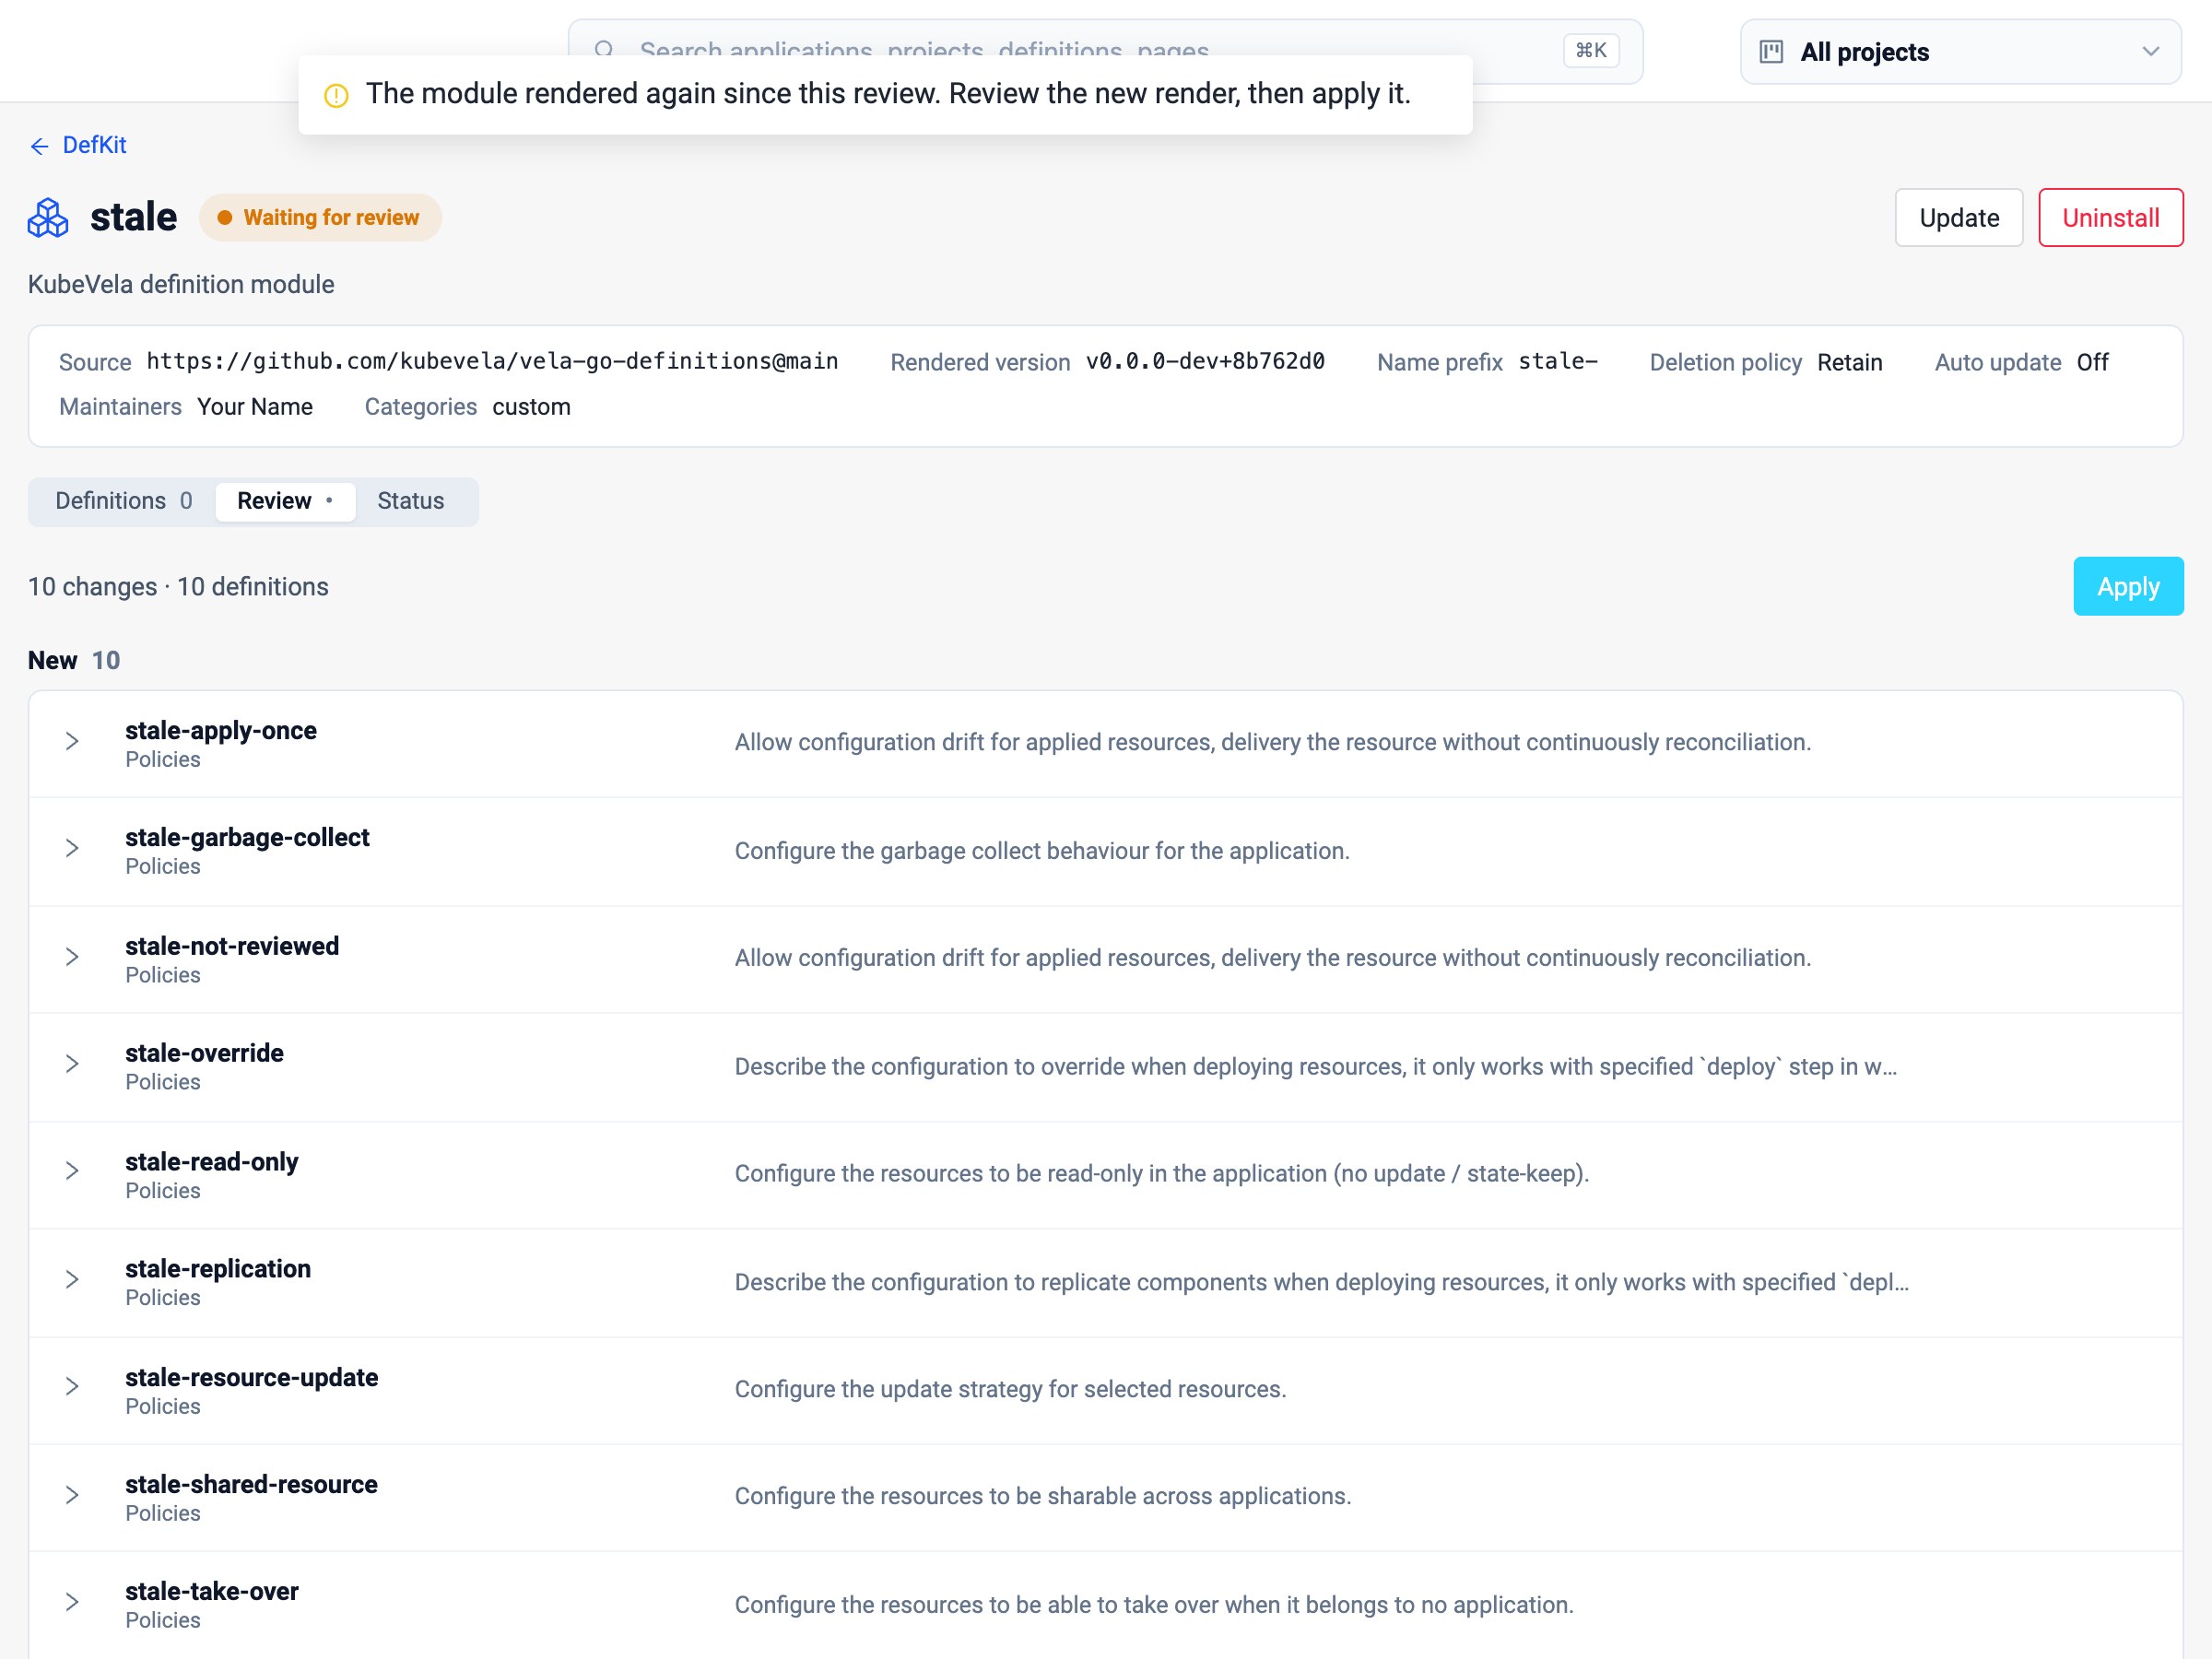 Search applications, projects, definitions, pages
⌘K
All projects
The module rendered again since this review. Review the new render, then apply it.
← DefKit
stale
Waiting for review
Update
Uninstall
KubeVela definition module
Source https://github.com/kubevela/vela-go-definitions@main Rendered version v0.0.0-dev+8b762d0 Name prefix stale- Deletion policy Retain Auto update Off
Maintainers Your Name Categories custom
Definitions 0 Review • Status
10 changes · 10 definitions
Apply
New 10
stale-apply-once
Policies
Allow configuration drift for applied resources, delivery the resource without continuously reconciliation.
stale-garbage-collect
Policies
Configure the garbage collect behaviour for the application.
stale-not-reviewed
Policies
Allow configuration drift for applied resources, delivery the resource without continuously reconciliation.
stale-override
Policies
Describe the configuration to override when deploying resources, it only works with specified `deploy` step in w...
stale-read-only
Policies
Configure the resources to be read-only in the application (no update / state-keep).
stale-replication
Policies
Describe the configuration to replicate components when deploying resources, it only works with specified `depl...
stale-resource-update
Policies
Configure the update strategy for selected resources.
stale-shared-resource
Policies
Configure the resources to be sharable across applications.
stale-take-over
Policies
Configure the resources to be able to take over when it belongs to no application.